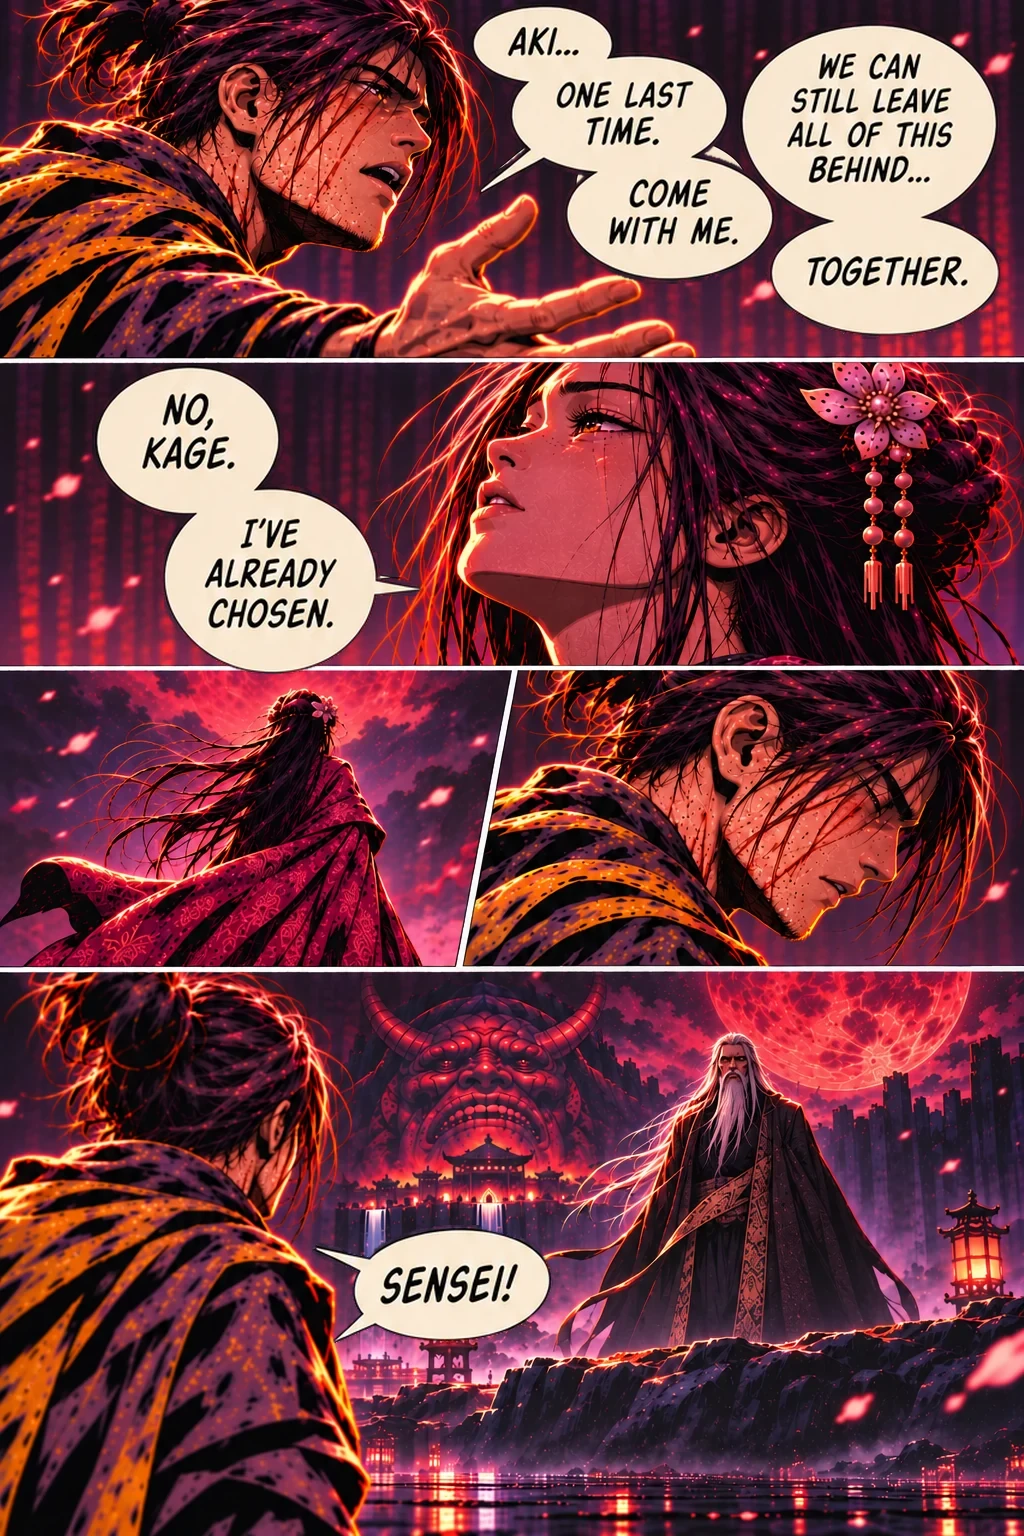 AKI...
ONE LAST
TIME.
COME
WITH ME.
WE CAN
STILL LEAVE
ALL OF THIS
BEHIND...
TOGETHER.
NO,
KAGE.
I'VE
ALREADY
CHOSEN.
SENSEI!